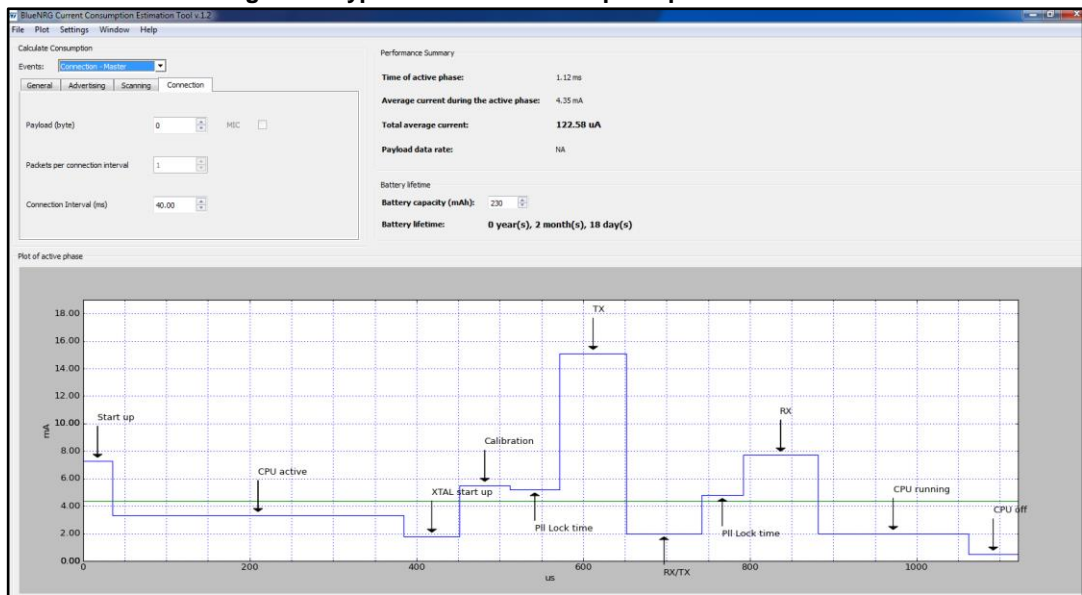 BlueNRG Current Consumption Estimation Tool v.1.2
File Plot Settings Window Help
Calculate Consumption
Events: Connection - Master
General Advertising Scanning Connection
Payload (byte) 0 MIC
Packets per connection interval 1
Connection Interval (ms) 40.00
Performance Summary
Time of active phase: 1.12 ms
Average current during the active phase: 4.35 mA
Total average current: 122.58 uA
Payload data rate: NA
Battery lifetime
Battery capacity (mAh): 230
Battery lifetime: 0 year(s), 2 month(s), 18 day(s)
Plot of active phase
18.00
16.00
14.00
12.00
10.00
8.00
6.00
4.00
2.00
0.00
mA
Start up
CPU active
XTAL start up
Calibration
Pll Lock time
TX
RX/TX
Pll Lock time
RX
CPU running
CPU off
0 200 400 600 800 1000
us